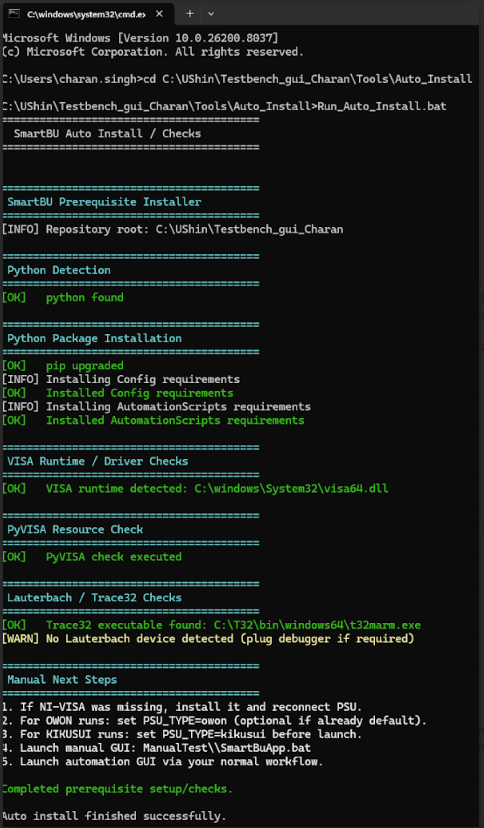 C:\windows\system32\cmd.ex
Microsoft Windows [Version 10.0.26200.8037]
(c) Microsoft Corporation. All rights reserved.
C:\Users\charan.singh>cd C:\UShin\Testbench_gui_Charan\Tools\Auto_Install
C:\UShin\Testbench_gui_Charan\Tools\Auto_Install>Run_Auto_Install.bat
==========================================
SmartBU Auto Install / Checks
==========================================
==========================================
SmartBU Prerequisite Installer
==========================================
[INFO] Repository root: C:\UShin\Testbench_gui_Charan
==========================================
Python Detection
==========================================
[OK] python found
==========================================
Python Package Installation
==========================================
[OK] pip upgraded
[INFO] Installing Config requirements
[OK] Installed Config requirements
[INFO] Installing AutomationScripts requirements
[OK] Installed AutomationScripts requirements
==========================================
VISA Runtime / Driver Checks
==========================================
[OK] VISA runtime detected: C:\windows\System32\visa64.dll
==========================================
PyVISA Resource Check
==========================================
[OK] PyVISA check executed
==========================================
Lauterbach / Trace32 Checks
==========================================
[OK] Trace32 executable found: C:\T32\bin\windows64\t32marm.exe
[WARN] No Lauterbach device detected (plug debugger if required)
==========================================
Manual Next Steps
==========================================
1. If NI-VISA was missing, install it and reconnect PSU.
2. For OWON runs: set PSU_TYPE=owon (optional if already default).
3. For KIKUSUI runs: set PSU_TYPE=kikusui before launch.
4. Launch manual GUI: ManualTest\\SmartBuApp.bat
5. Launch automation GUI via your normal workflow.
Completed prerequisite setup/checks.
Auto install finished successfully.